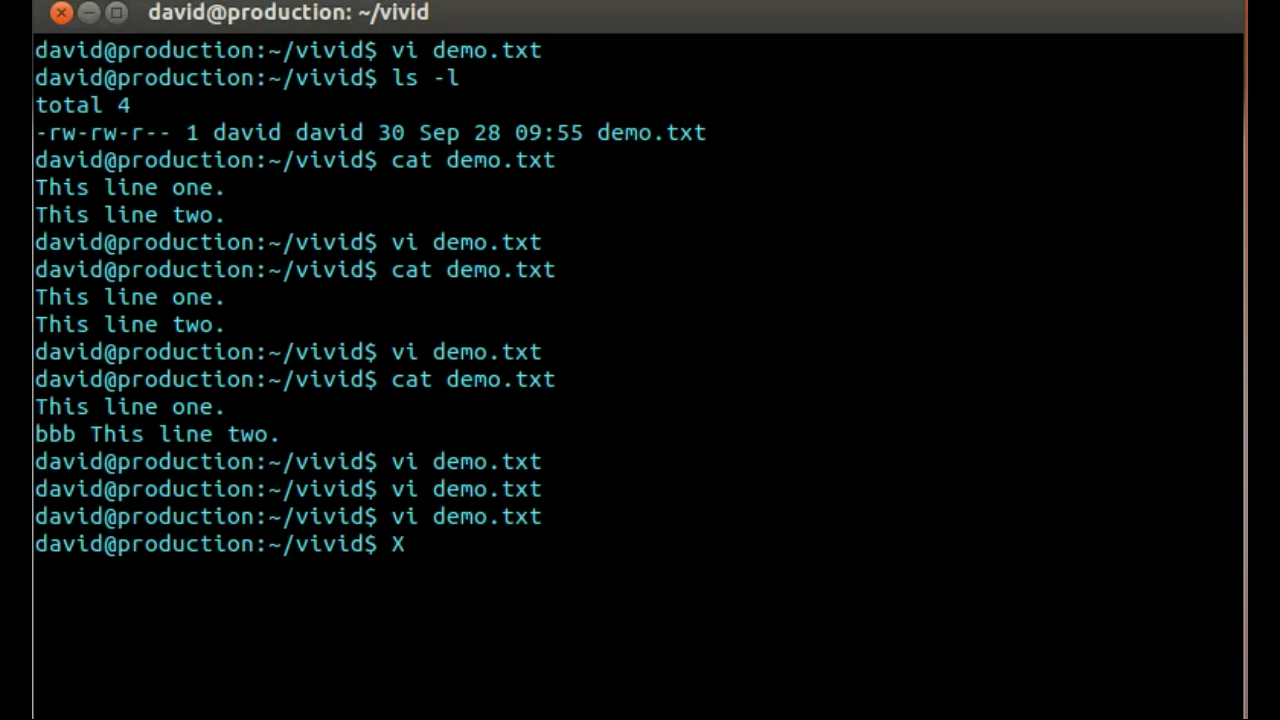 david@production: ~/vivid
david@production:~/vivid$ vi demo.txt
david@production:~/vivid$ ls -l
total 4
-rw-rw-r-- 1 david david 30 Sep 28 09:55 demo.txt
david@production:~/vivid$ cat demo.txt
This line one.
This line two.
david@production:~/vivid$ vi demo.txt
david@production:~/vivid$ cat demo.txt
This line one.
This line two.
david@production:~/vivid$ vi demo.txt
david@production:~/vivid$ cat demo.txt
This line one.
bbb This line two.
david@production:~/vivid$ vi demo.txt
david@production:~/vivid$ vi demo.txt
david@production:~/vivid$ vi demo.txt
david@production:~/vivid$ X